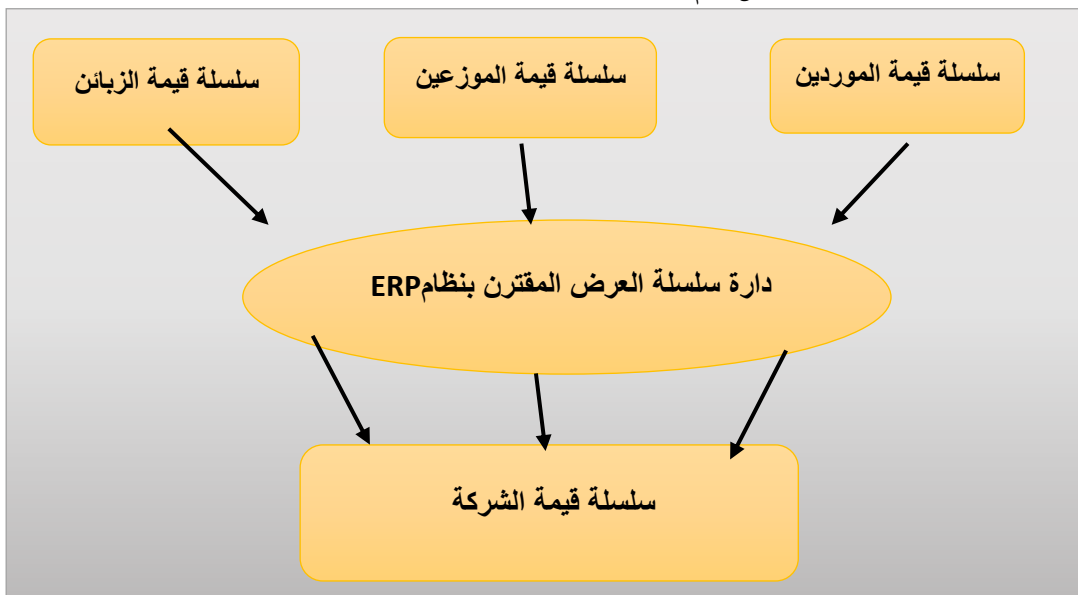 سلسلة قيمة الموردين
سلسلة قيمة الموزعين
سلسلة قيمة الزبائن
دارة سلسلة العرض المقترن بنظامERP
سلسلة قيمة الشركة